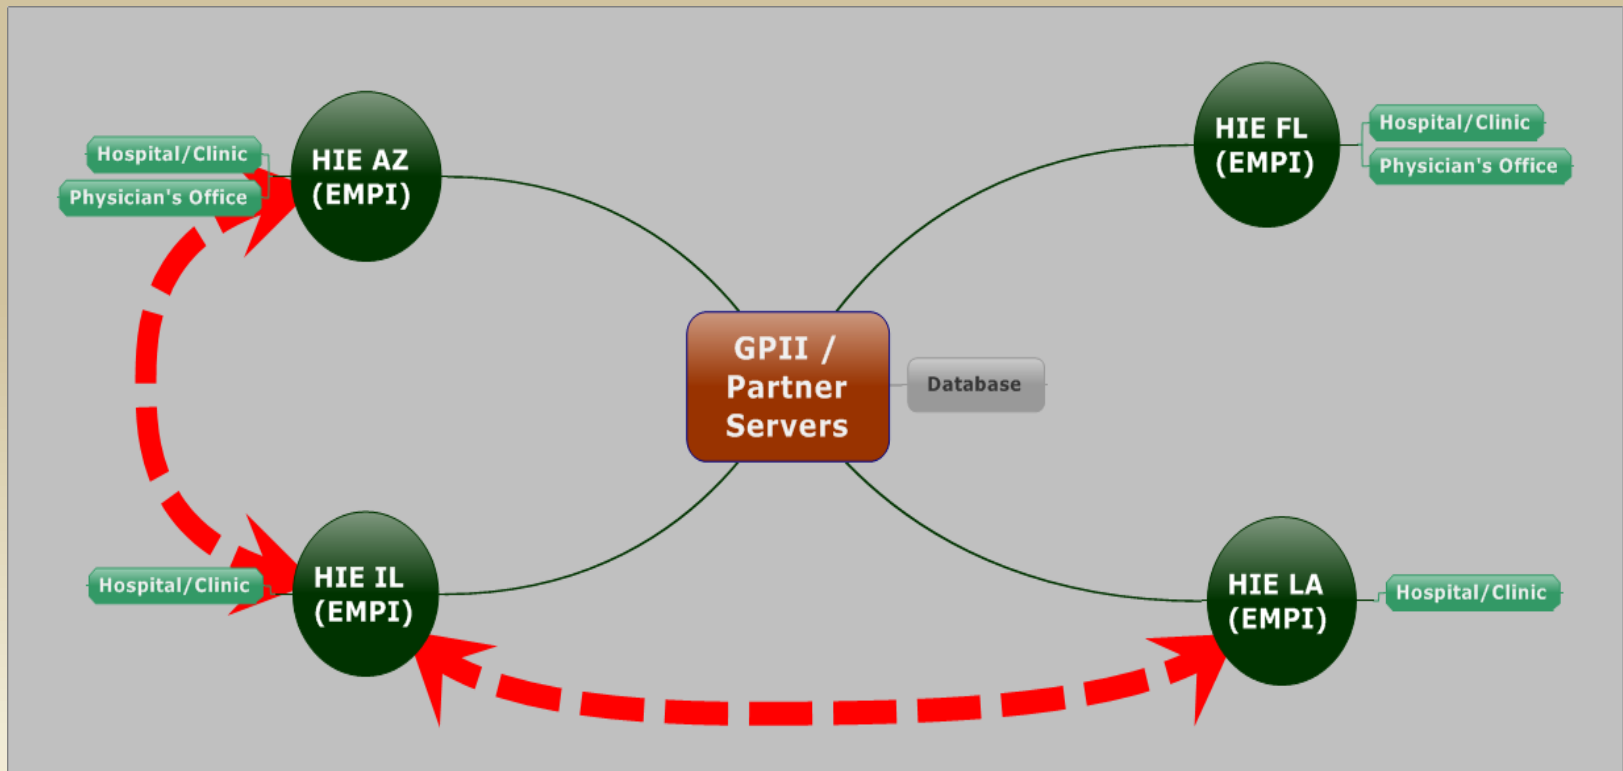 Hospital/Clinic
Physician's Office
HIE AZ
(EMPI)
HIE FL
(EMPI)
Hospital/Clinic
Physician's Office
GPII /
Partner
Servers
Database
Hospital/Clinic
HIE IL
(EMPI)
HIE LA
(EMPI)
Hospital/Clinic